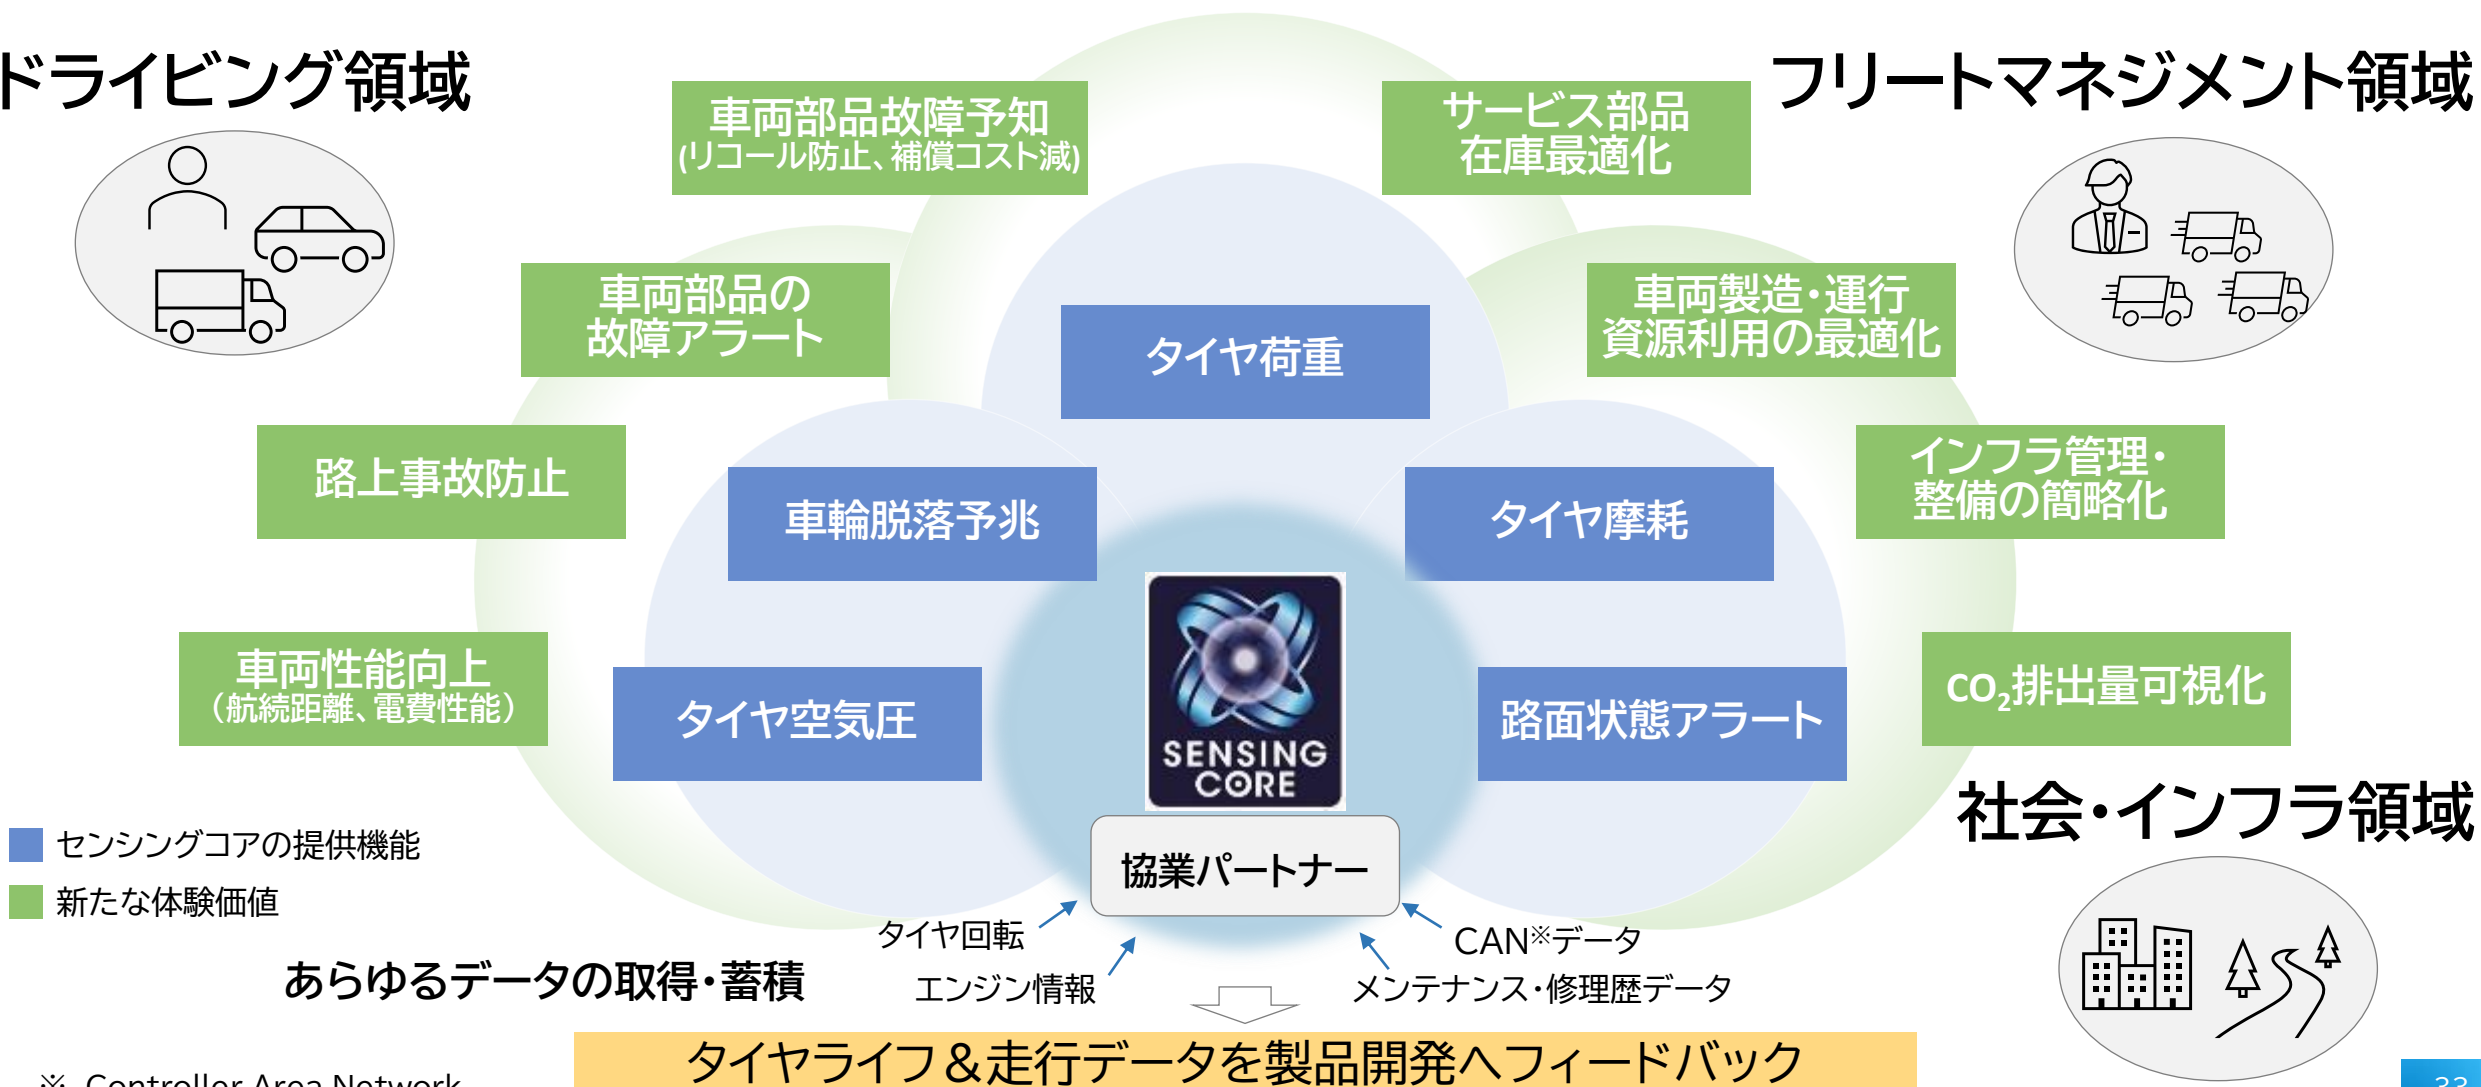 ドライビング領域
フリートマネジメント領域
車両部品故障予知
(リコール防止、補償コスト減)
サービス部品
在庫最適化
車両部品の
故障アラート
タイヤ荷重
車両製造・運行
資源利用の最適化
路上事故防止
車輪脱落予兆
タイヤ摩耗
インフラ管理・
整備の簡略化
車両性能向上
（航続距離、電費性能）
タイヤ空気圧
SENSING
CORE
路面状態アラート
CO₂排出量可視化
社会・インフラ領域
センシングコアの提供機能
新たな体験価値
協業パートナー
タイヤ回転
エンジン情報
CAN※データ
メンテナンス・修理歴データ
あらゆるデータの取得・蓄積
タイヤライフ＆走行データを製品開発へフィードバック
※ Controller Area Network
33